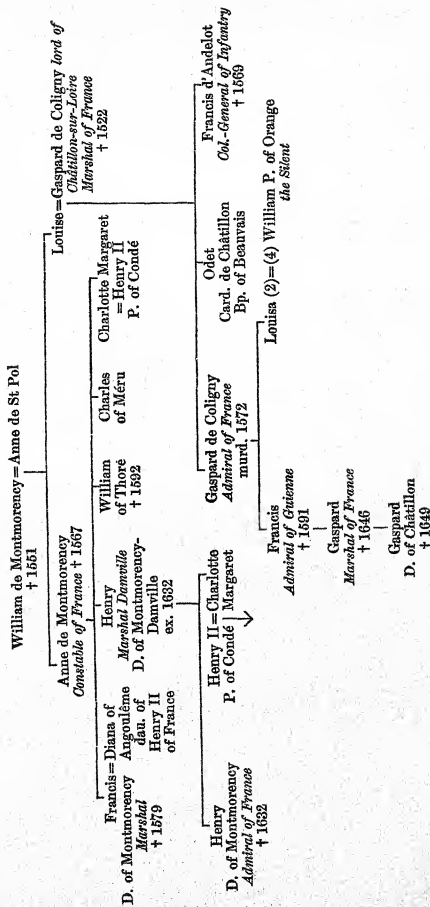 William de Montmorency=Anne de St Pol
† 1551
Anne de Montmorency
Constable of France † 1567
Louise=Gaspard de Coligny lord of
Châtillon-sur-Loire
Marshal of France
† 1522
Francis=Diana of
D. of Montmorency Angoulême
Marshal dau. of
† 1579 Henry II
of France
Henry
Marshal Damville
D. of Montmorency-
Damville
ex. 1632
William
of Thoré
† 1592
Charles
of Méru
Charlotte Margaret
=Henry II
P. of Condé
Gaspard de Coligny
Admiral of France
murd. 1572
Odet
Card. de Châtillon
Bp. of Beauvais
Francis d'Andelot
Col.-General of Infantry
† 1569
Henry
D. of Montmorency
Admiral of France
† 1632
Henry II=Charlotte
P. of Condé Margaret
Francis
Admiral of Guienne
† 1591
Louisa (2)=(4) William P. of Orange
the Silent
Gaspard
Marshal of France
† 1646
Gaspard
D. of Châtillon
† 1649